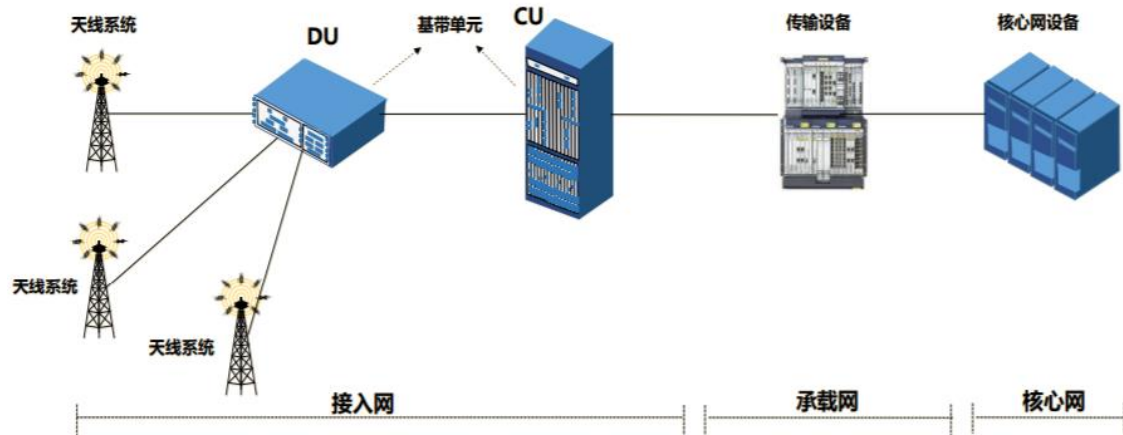 天线系统
DU
基带单元
CU
传输设备
核心网设备
天线系统
天线系统
接入网
承载网
核心网